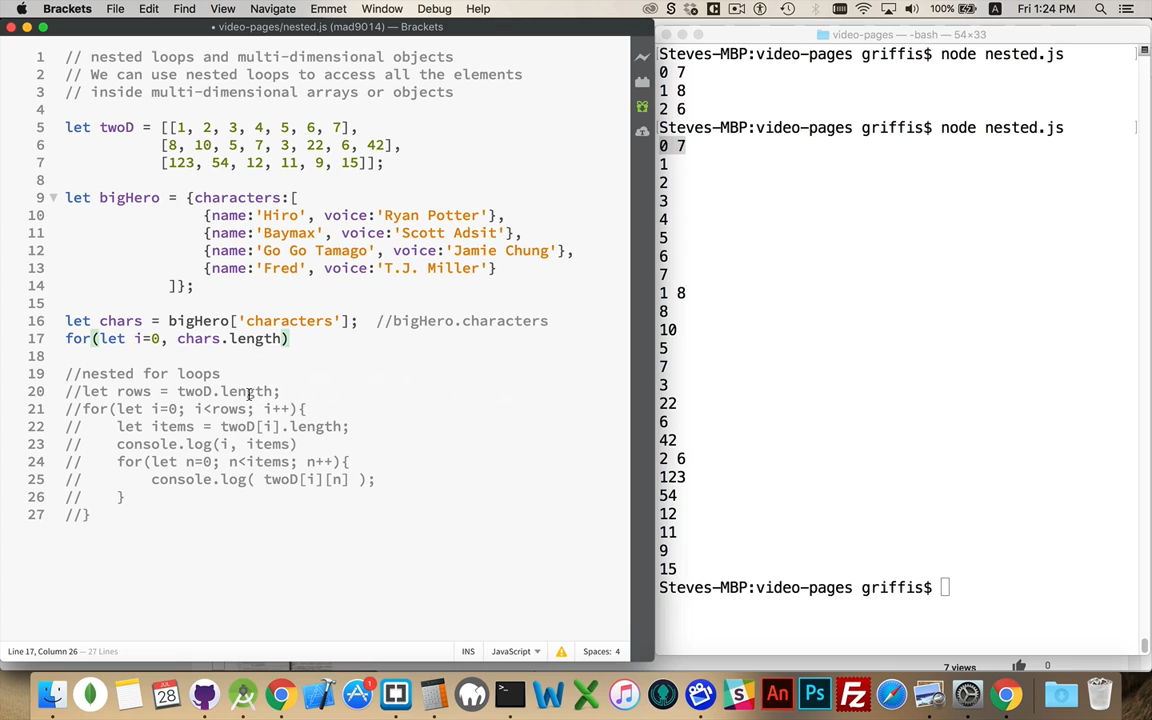 Brackets File Edit Find View Navigate Emmet Window Debug Help 100% Fri 1:24 PM
• video-pages/nested.js (mad9014) — Brackets
1 // nested loops and multi-dimensional objects
2 // We can use nested loops to access all the elements
3 // inside multi-dimensional arrays or objects
4
5 let twoD = [[1, 2, 3, 4, 5, 6, 7],
6 [8, 10, 5, 7, 3, 22, 6, 42],
7 [123, 54, 12, 11, 9, 15]];
8
9 let bigHero = {characters:[
10 {name:'Hiro', voice:'Ryan Potter'},
11 {name:'Baymax', voice:'Scott Adsit'},
12 {name:'Go Go Tamago', voice:'Jamie Chung'},
13 {name:'Fred', voice:'T.J. Miller'}
14 ]};
15
16 let chars = bigHero['characters']; //bigHero.characters
17 for(let i=0, chars.length)
18
19 //nested for loops
20 //let rows = twoD.length;
21 //for(let i=0; i<rows; i++){
22 // let items = twoD[i].length;
23 // console.log(i, items)
24 // for(let n=0; n<items; n++){
25 // console.log( twoD[i][n] );
26 // }
27 //}
Line 17, Column 26 — 27 Lines
INS JavaScript Spaces: 4
video-pages — -bash — 54×33
Steves-MBP:video-pages griffis$ node nested.js
0 7
1 8
2 6
Steves-MBP:video-pages griffis$ node nested.js
0 7
1
2
3
4
5
6
7
1 8
8
10
5
7
3
22
6
42
2 6
123
54
12
11
9
15
Steves-MBP:video-pages griffis$
7 views 0
JUL
28
1
An Ps Fz